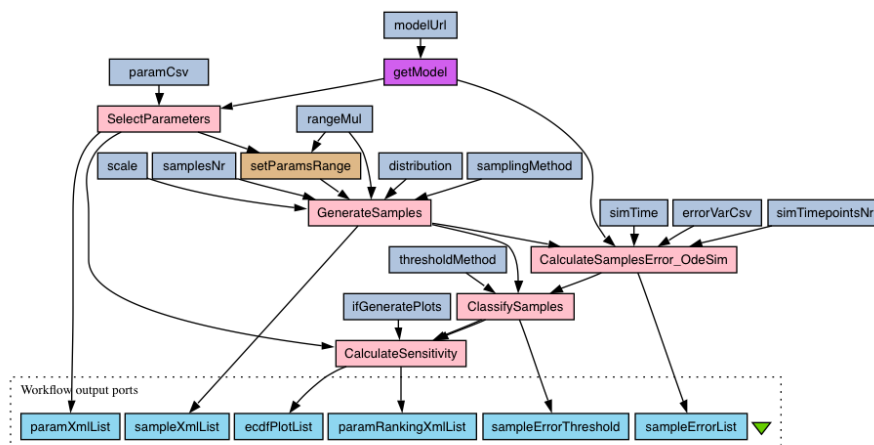 modelUrl
paramCsv
getModel
SelectParameters
rangeMul
scale
samplesNr
setParamsRange
distribution
samplingMethod
GenerateSamples
simTime
errorVarCsv
simTimepointsNr
thresholdMethod
CalculateSamplesError_OdeSim
ifGeneratePlots
ClassifySamples
CalculateSensitivity
Workflow output ports
paramXmlList
sampleXmlList
ecdfPlotList
paramRankingXmlList
sampleErrorThreshold
sampleErrorList